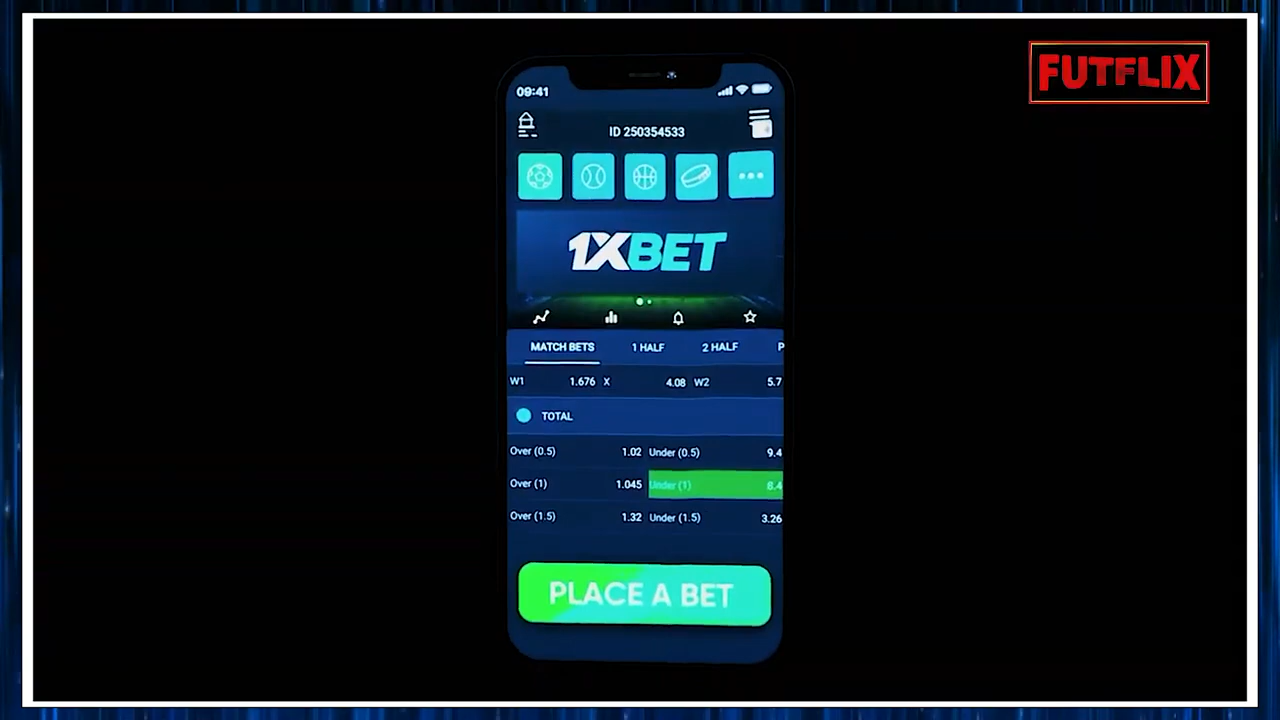 FUTFLIX
09:41
ID 250354533
1XBET
MATCH BETS 1 HALF 2 HALF P
W1 1.676 X 4.08 W2 5.7
TOTAL
Over (0.5) 1.02 Under (0.5) 9.4
Over (1) 1.045 Under (1) 8.4
Over (1.5) 1.32 Under (1.5) 3.26
PLACE A BET